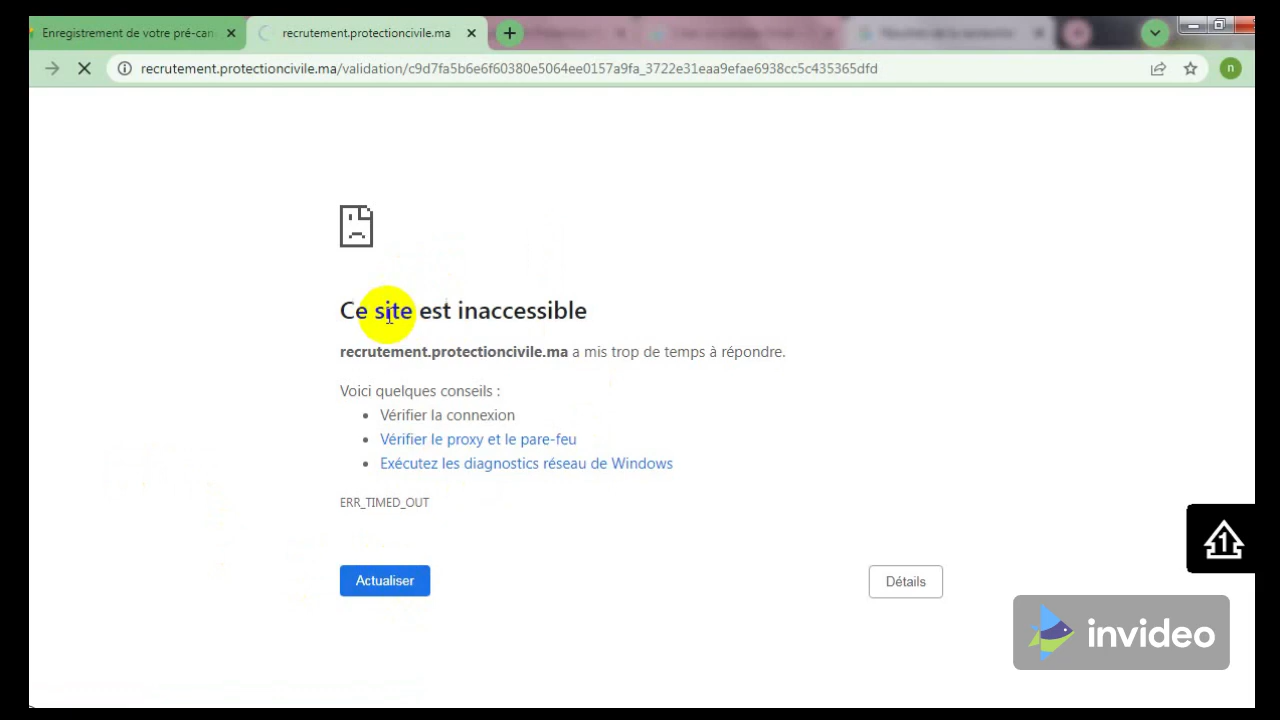 Enregistrement de votre pré-can
recrutement.protectioncivile.ma
recrutement.protectioncivile.ma/validation/c9d7fa5b6e6f60380e5064ee0157a9fa_3722e31eaa9efae6938cc5c435365dfd
n
Ce site est inaccessible
recrutement.protectioncivile.ma a mis trop de temps à répondre.
Voici quelques conseils :
• Vérifier la connexion
• Vérifier le proxy et le pare-feu
• Exécutez les diagnostics réseau de Windows
ERR_TIMED_OUT
1
Actualiser
Détails
invideo